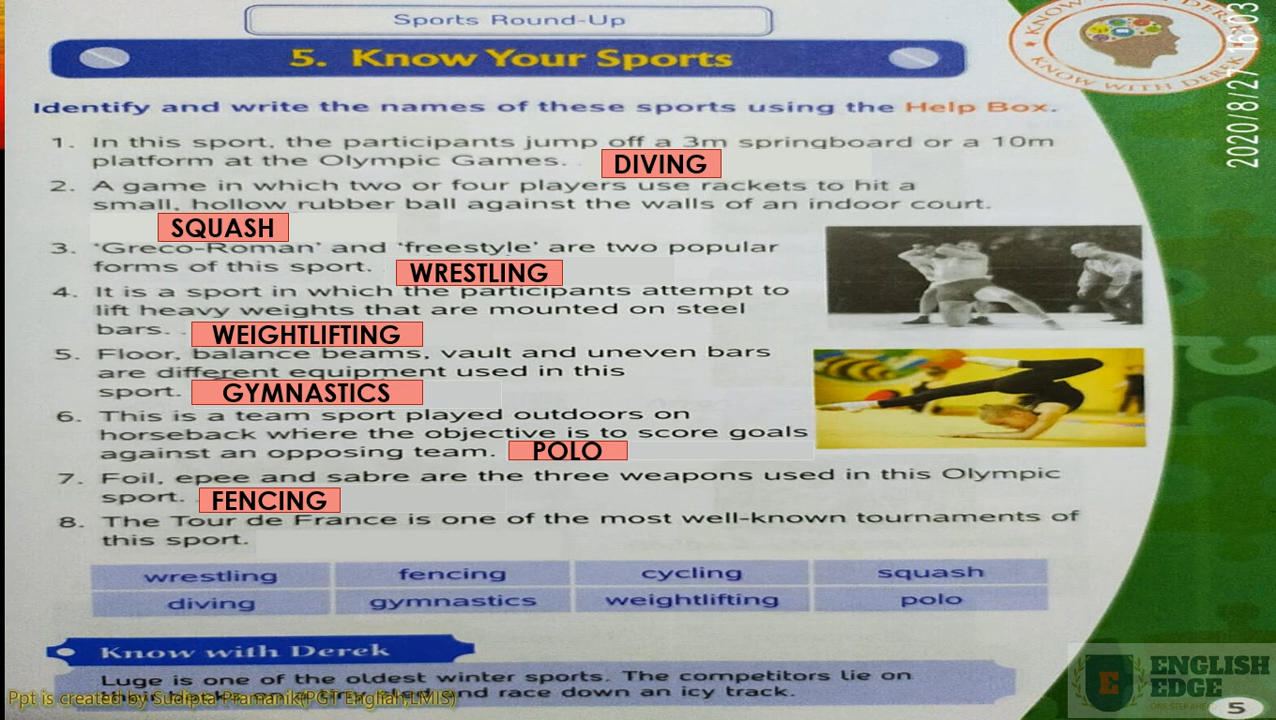 Sports Round-Up
5. Know Your Sports
KNOW WITH DEREK
KNOW WITH DEREK
2020/8/27 16:03
Identify and write the names of these sports using the Help Box.
1. In this sport, the participants jump off a 3m springboard or a 10m
platform at the Olympic Games. DIVING
2. A game in which two or four players use rackets to hit a
small, hollow rubber ball against the walls of an indoor court.
SQUASH
3. 'Greco-Roman' and 'freestyle' are two popular
forms of this sport. WRESTLING
4. It is a sport in which the participants attempt to
lift heavy weights that are mounted on steel
bars. WEIGHTLIFTING
5. Floor, balance beams, vault and uneven bars
are different equipment used in this
sport. GYMNASTICS
6. This is a team sport played outdoors on
horseback where the objective is to score goals
against an opposing team. POLO
7. Foil, epee and sabre are the three weapons used in this Olympic
sport. FENCING
8. The Tour de France is one of the most well-known tournaments of
this sport.
wrestling fencing cycling squash
diving gymnastics weightlifting polo
Know with Derek
Luge is one of the oldest winter sports. The competitors lie on
and race down an icy track.
Ppt is created by Sudipta Pramanik(PGT English,LMIS)
E
ENGLISH
EDGE
ONE STEP
5